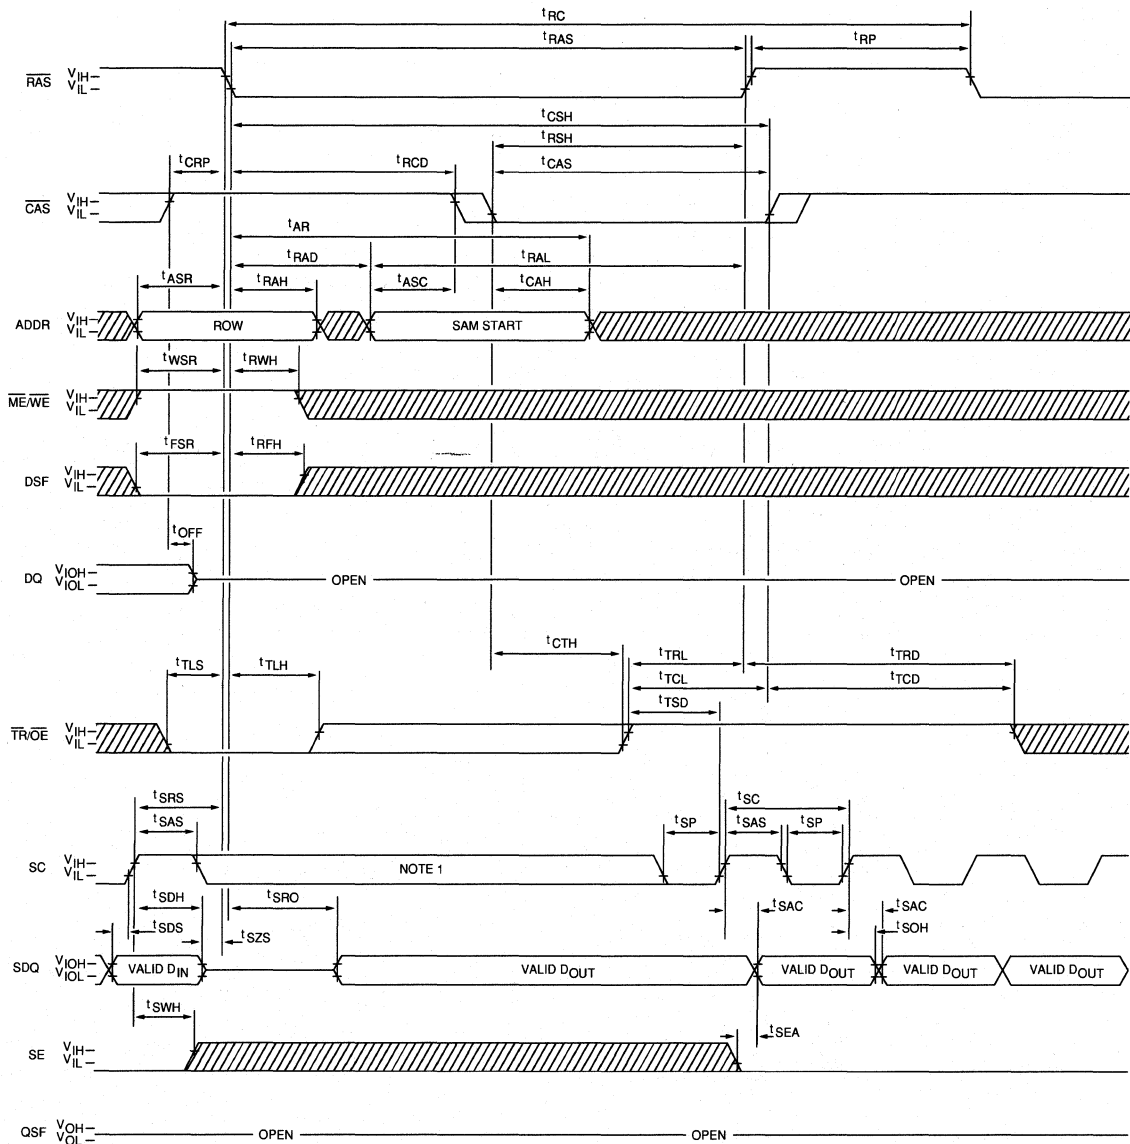 tRC
tRAS
tRP
RAS VIH VIL
tCSH
tRSH
tCRP tRCD tCAS
CAS VIH VIL
tAR
tRAD tRAL
tASR tRAH tASC tCAH
ADDR VIH VIL ROW SAM START
tWSR tRWH
ME/WE VIH VIL
tFSR tRFH
DSF VIH VIL
tOFF
DQ VIOH VIOL OPEN OPEN
tCTH
tTLS tTLH tTRL tTRD
tTCL tTCD
tTSD
TR/OE VIH VIL
tSRS tSC
tSAS tSP tSAS tSP
SC VIH VIL NOTE 1
tSDH tSRO tSAC tSAC
tSDS tSZS tSOH
SDQ VIOH VIOL VALID DIN VALID DOUT VALID DOUT VALID DOUT VALID DOUT
tSWH
tSEA
SE VIH VIL
QSF VOH VOL OPEN OPEN